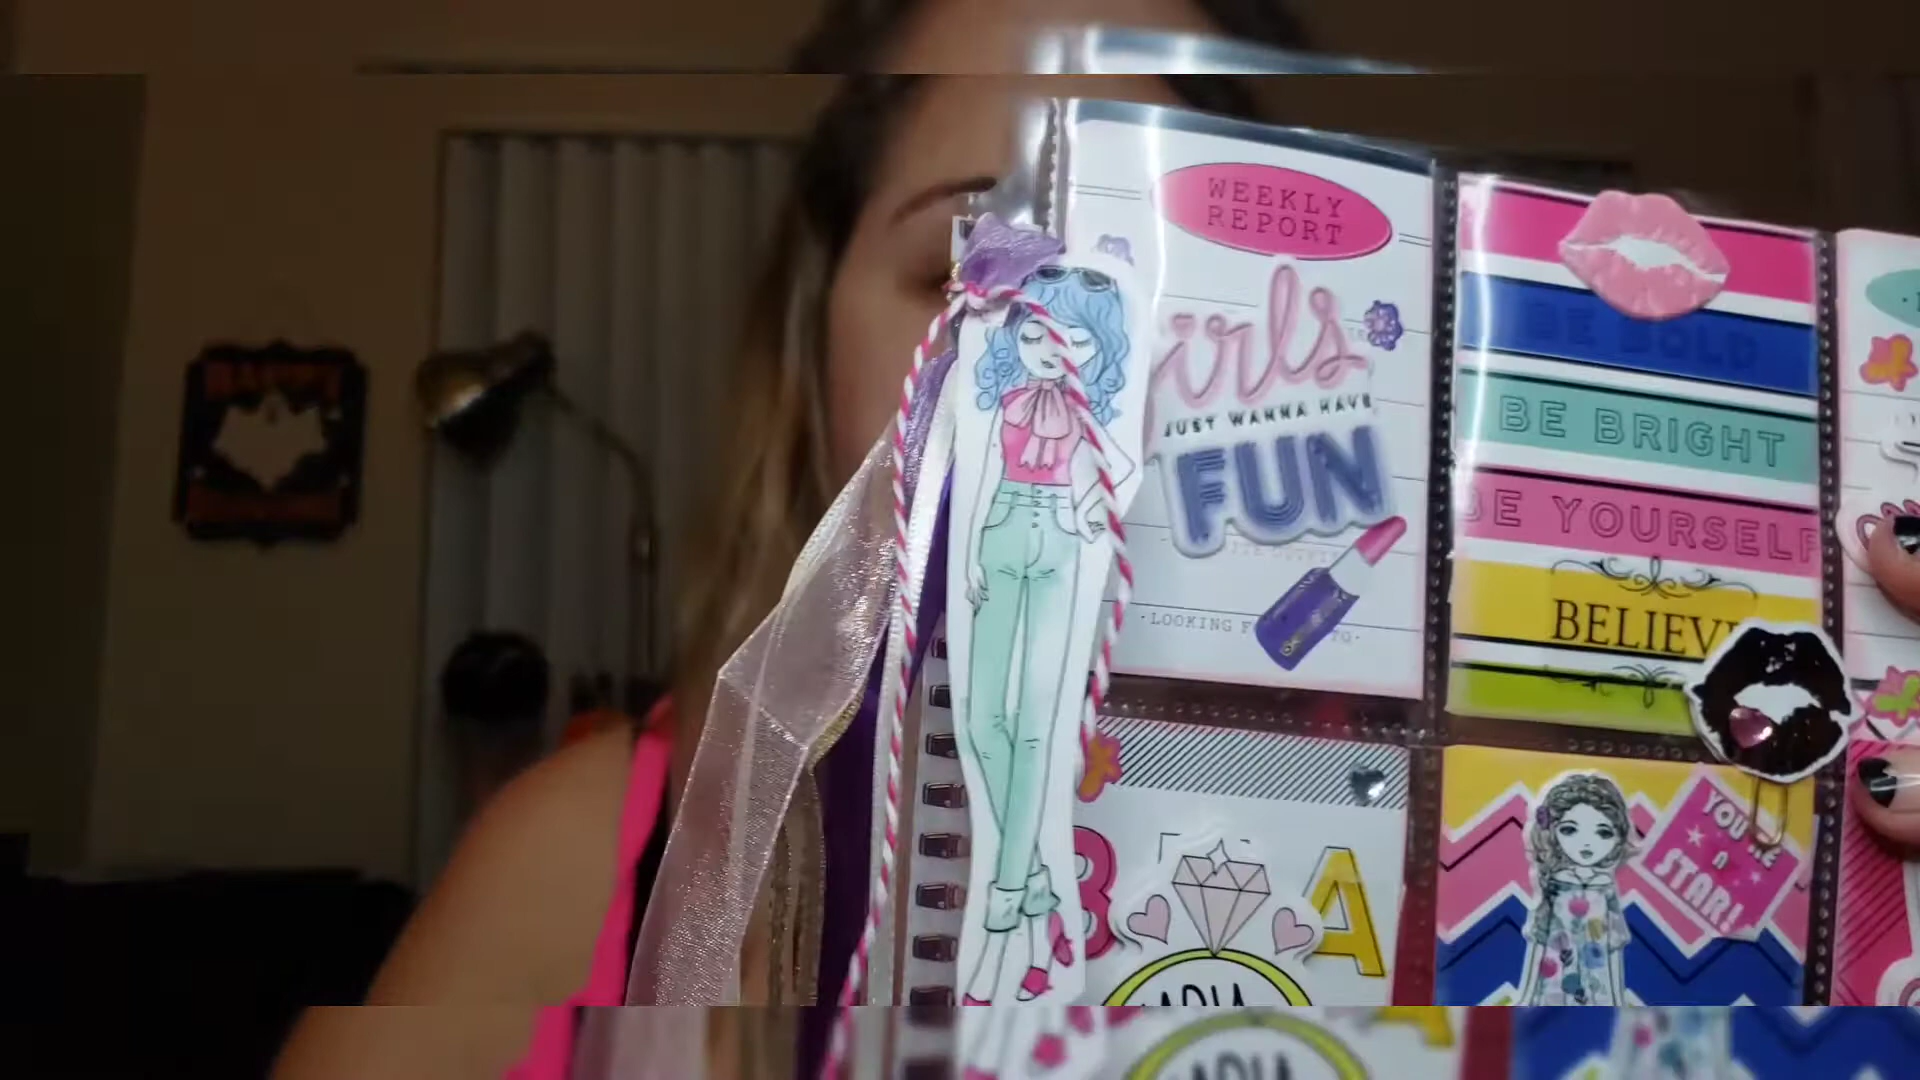 WEEKLY
REPORT
irls
JUST WANNA HAVE
FUN
LOOKING
BE BOLD
BE BRIGHT
BE YOURSELF
BELIEVE
YOU'RE
A
STAR!
B A